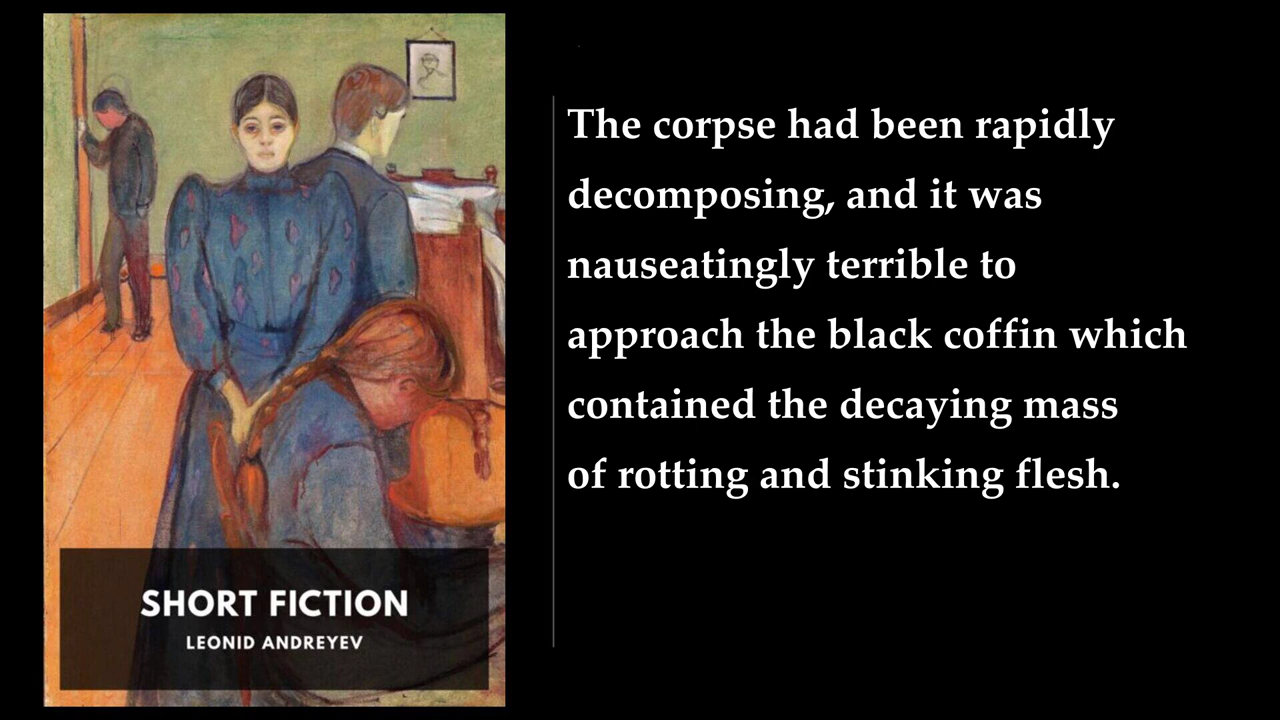 The corpse had been rapidly
decomposing, and it was
nauseatingly terrible to
approach the black coffin which
contained the decaying mass
of rotting and stinking flesh.
SHORT FICTION
LEONID ANDREYEV